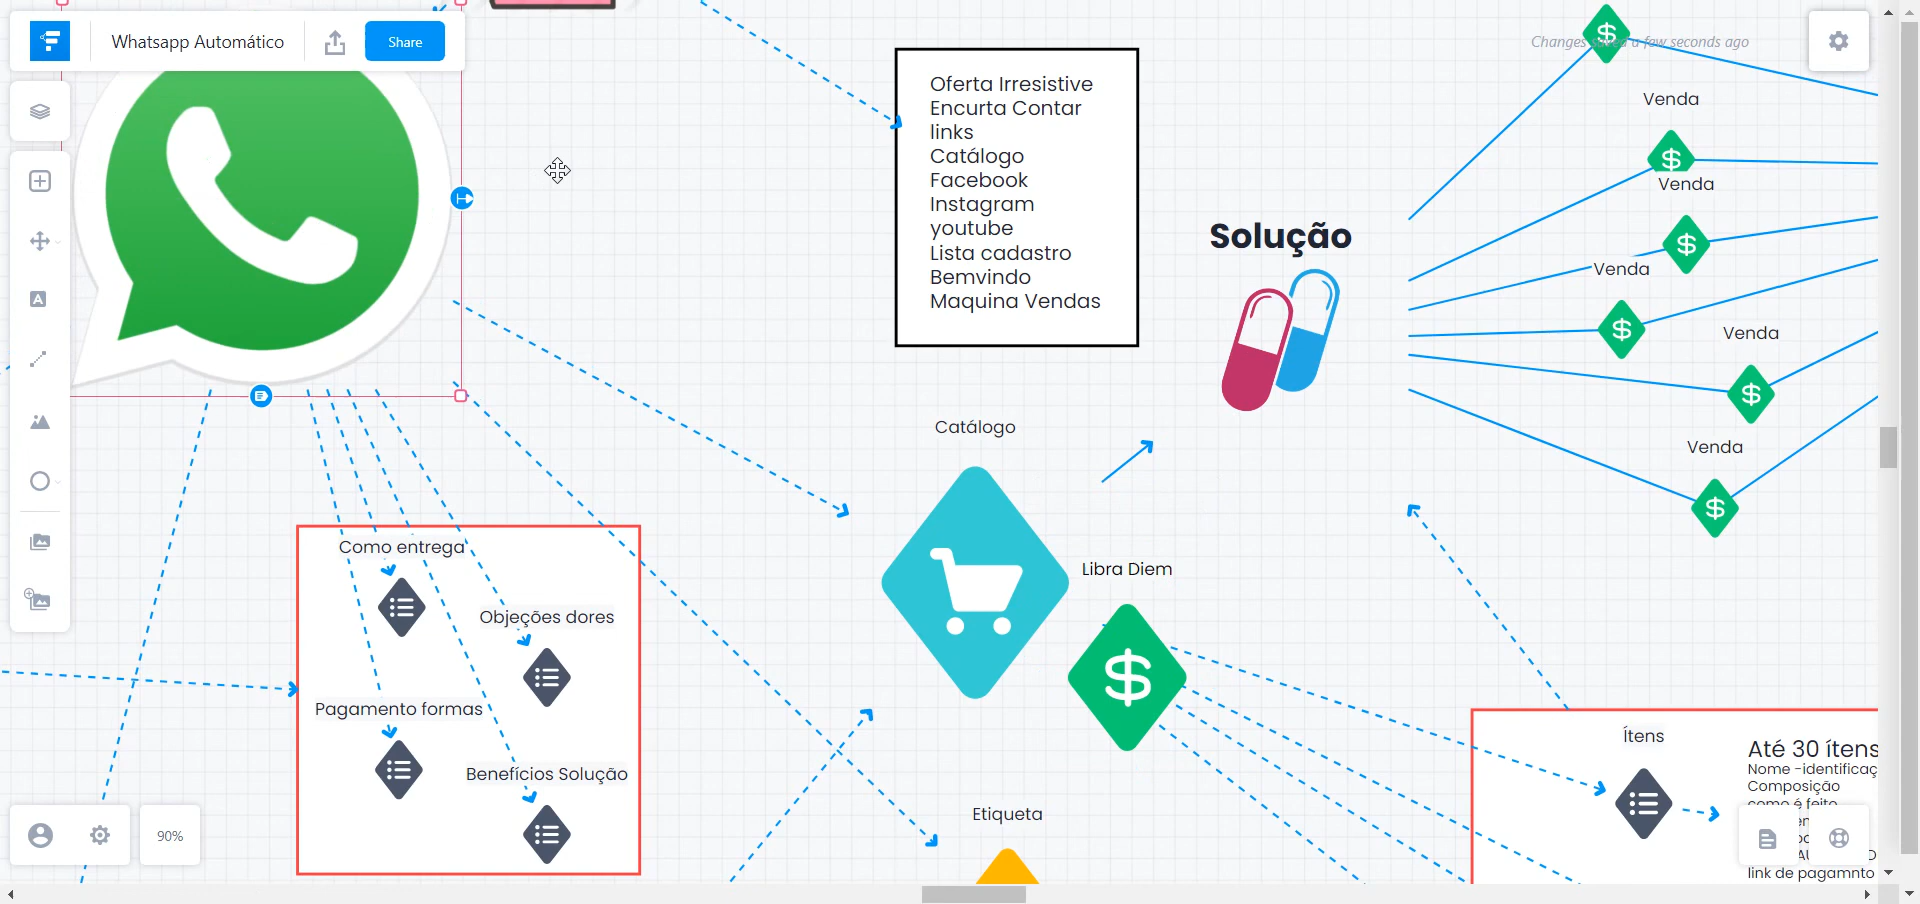 Whatsapp Automático
Share
Changes saved a few seconds ago
Oferta Irresistive
Encurta Contar
links
Catálogo
Facebook
Instagram
youtube
Lista cadastro
Bemvindo
Maquina Vendas
Solução
Venda
Venda
Venda
Venda
Venda
Catálogo
Libra Diem
Como entrega
Objeções dores
Pagamento formas
Benefícios Solução
Etiqueta
Ítens
Até 30 ítens
Nome -identificaç
Composição
como é feito
link de pagamnto
90%